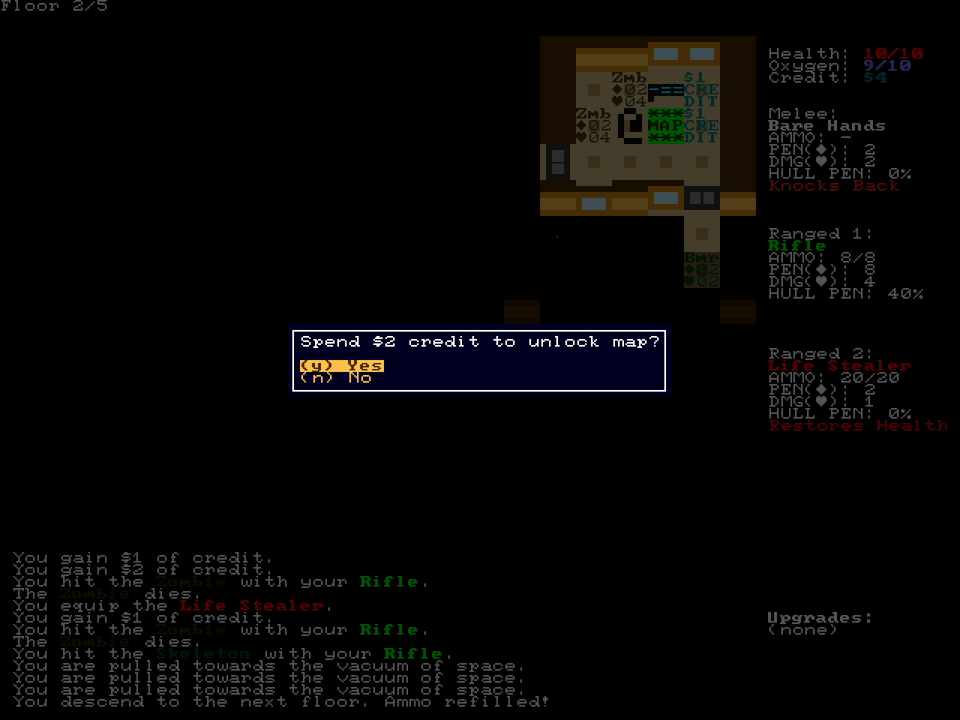 Floor 2/5
Health: 10/10
Oxygen: 9/10
Credit: $4
Zmb $1
◆02 CRE
♥04 DIT
Zmb *** $1
◆02 MAP CRE
♥04 *** DIT
Melee:
Bare Hands
AMMO: -
PEN(◆): 2
DMG(♥): 2
HULL PEN: 0%
Knocks Back
Ranged 1:
Rifle
AMMO: 8/8
PEN(◆): 8
DMG(♥): 4
HULL PEN: 40%
Bmr
◆02
♥02
Spend $2 credit to unlock map?
(y) Yes
(n) No
Ranged 2:
Life Stealer
AMMO: 20/20
PEN(◆): 2
DMG(♥): 1
HULL PEN: 0%
Restores Health
You gain $1 of credit.
You gain $2 of credit.
You hit the Zombie with your Rifle.
The Zombie dies.
You equip the Life Stealer.
You gain $1 of credit.
You hit the Zombie with your Rifle.
The Zombie dies.
You hit the Skeleton with your Rifle.
You are pulled towards the vacuum of space.
You are pulled towards the vacuum of space.
You are pulled towards the vacuum of space.
You descend to the next floor. Ammo refilled!
Upgrades:
(none)